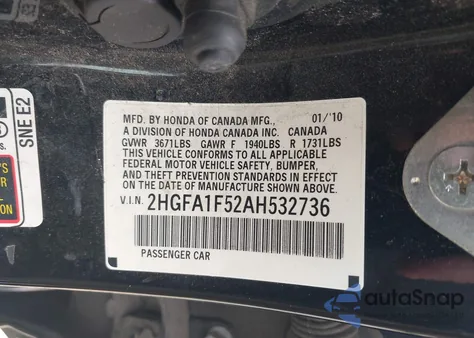 SNE E2
MFD. BY HONDA OF CANADA MFG., 01/'10
A DIVISION OF HONDA CANADA INC. CANADA
GVWR 3671LBS GAWR F 1940LBS R 1731LBS
THIS VEHICLE CONFORMS TO ALL APPLICABLE
FEDERAL MOTOR VEHICLE SAFETY, BUMPER,
AND THEFT PREVENTION STANDARDS IN EFFECT
ON THE DATE OF MANUFACTURE SHOWN ABOVE.
V.I.N. 2HGFA1F52AH532736
PASSENGER CAR
autoSnap